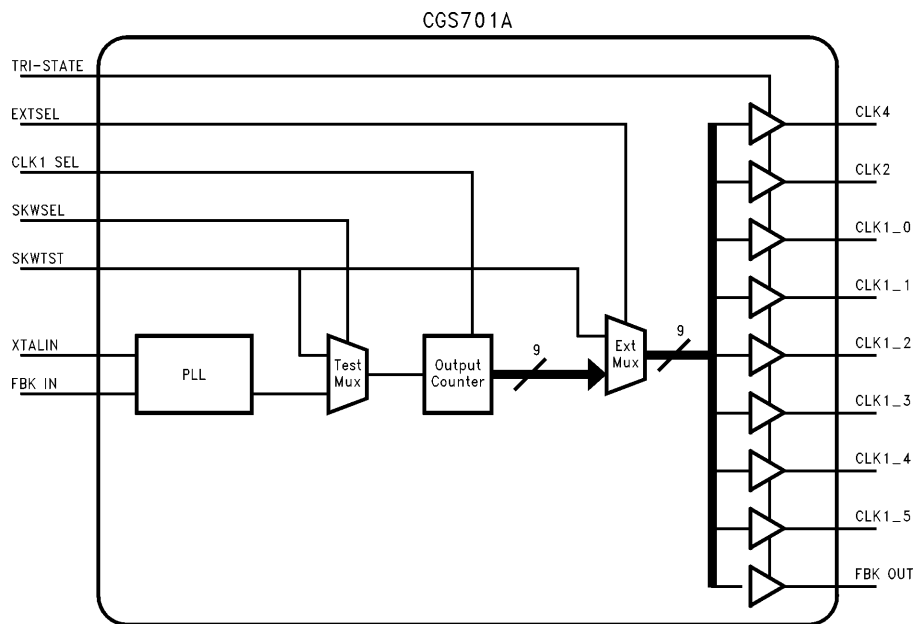 CGS701A
TRI-STATE
EXTSEL
CLK1 SEL
SKWSEL
SKWTST
XTALIN
FBK IN
PLL
Test
Mux
Output
Counter
9
Ext
Mux
9
CLK4
CLK2
CLK1_0
CLK1_1
CLK1_2
CLK1_3
CLK1_4
CLK1_5
FBK OUT